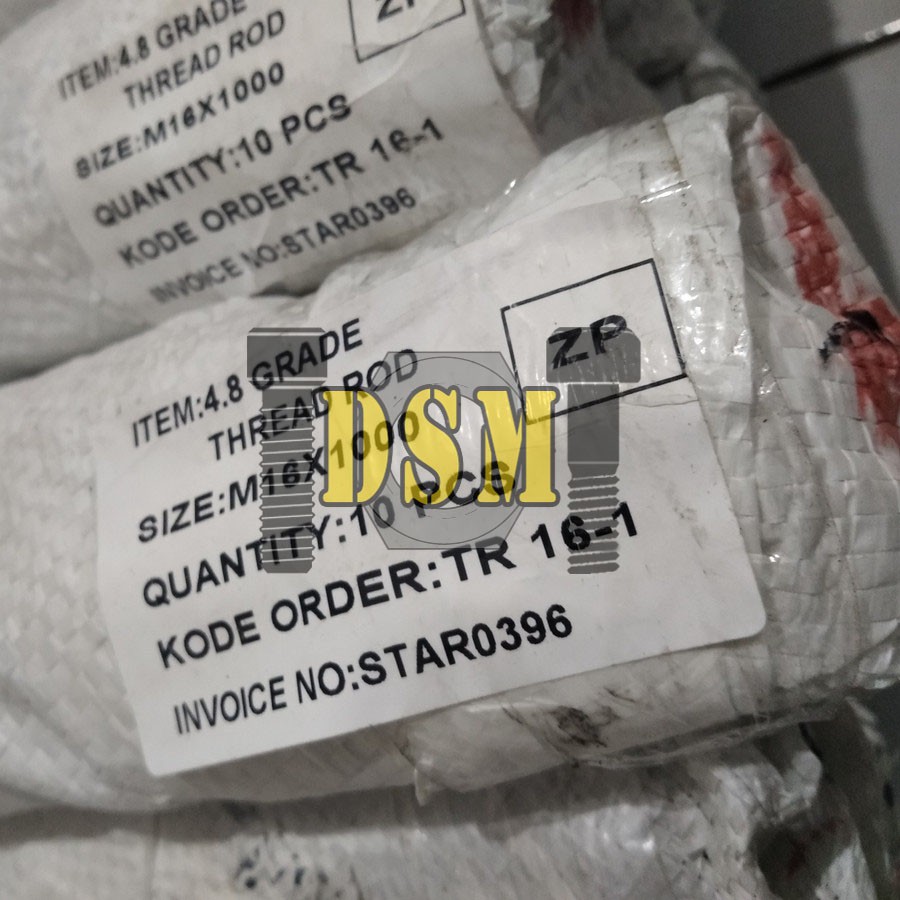 ITEM:4.8 GRADE
THREAD ROD
SIZE:M16X1000
QUANTITY:10 PCS
KODE ORDER:TR 16-1
INVOICE NO:STAR0396
ZP
ITEM:4.8 GRADE
THREAD ROD
SIZE:M16X1000
QUANTITY:10 PCS
KODE ORDER:TR 16-1
INVOICE NO:STAR0396
ZP
DSM